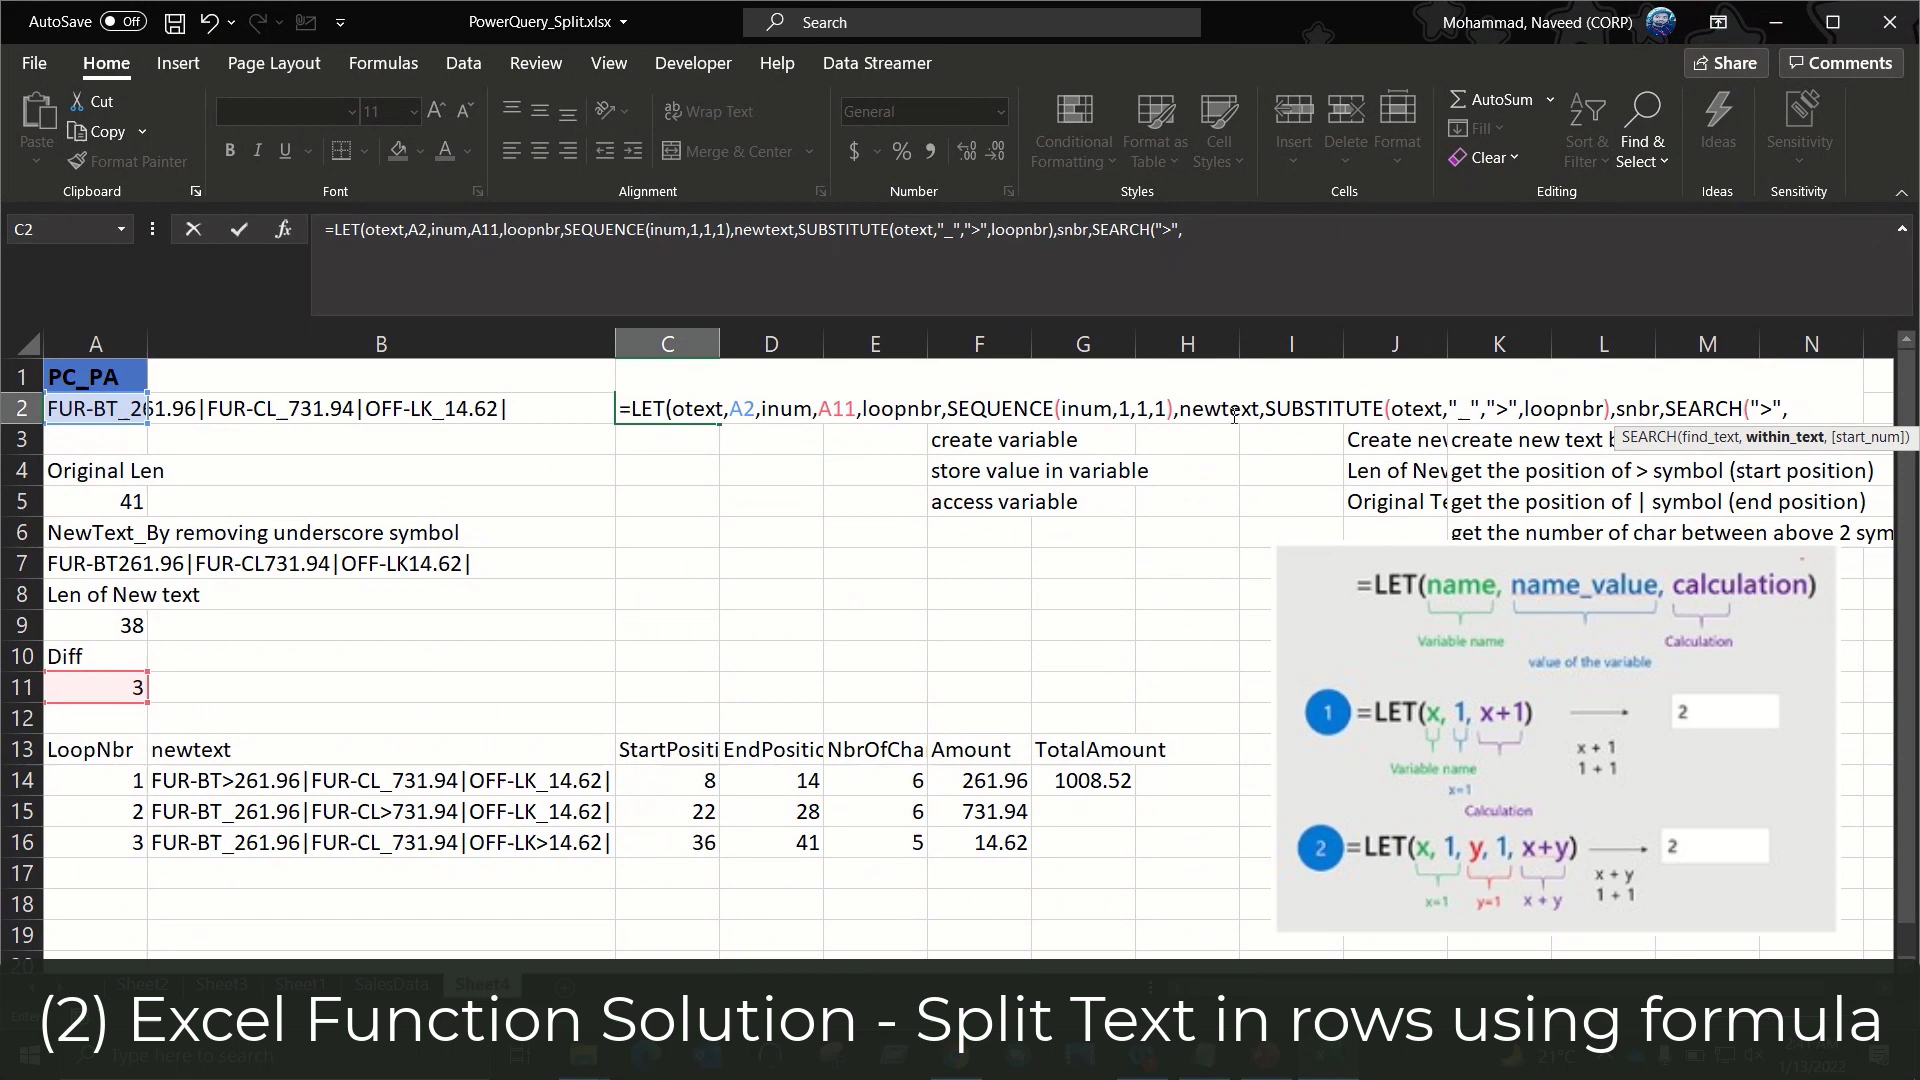 AutoSave Off
PowerQuery_Split.xlsx
Search
Mohammad, Naveed (CORP)
File Home Insert Page Layout Formulas Data Review View Developer Help Data Streamer
Share Comments
Paste
Cut
Copy
Format Painter
Clipboard
11
Font
Wrap Text
Merge & Center
Alignment
General
Number
Conditional Formatting
Format as Table
Cell Styles
Styles
Insert Delete Format
Cells
AutoSum
Fill
Clear
Sort & Filter
Find & Select
Editing
Ideas
Ideas
Sensitivity
Sensitivity
C2
=LET(otext,A2,inum,A11,loopnbr,SEQUENCE(inum,1,1,1),newtext,SUBSTITUTE(otext,"_",">",loopnbr),snbr,SEARCH(">",
A B C D E F G H I J K L M N
1 PC_PA
2 FUR-BT_261.96|FUR-CL_731.94|OFF-LK_14.62| =LET(otext,A2,inum,A11,loopnbr,SEQUENCE(inum,1,1,1),newtext,SUBSTITUTE(otext,"_",">",loopnbr),snbr,SEARCH(">",
SEARCH(find_text, within_text, [start_num])
3 create variable Create new create new text
4 Original Len store value in variable Len of New get the position of > symbol (start position)
5 41 access variable Original Te get the position of | symbol (end position)
6 NewText_By removing underscore symbol get the number of char between above 2 sym
7 FUR-BT261.96|FUR-CL731.94|OFF-LK14.62|
8 Len of New text
9 38
10 Diff
11 3
12
13 LoopNbr newtext StartPositi EndPositio NbrOfCha Amount TotalAmount
14 1 FUR-BT>261.96|FUR-CL_731.94|OFF-LK_14.62| 8 14 6 261.96 1008.52
15 2 FUR-BT_261.96|FUR-CL>731.94|OFF-LK_14.62| 22 28 6 731.94
16 3 FUR-BT_261.96|FUR-CL_731.94|OFF-LK>14.62| 36 41 5 14.62
17
18
19
20
=LET(name, name_value, calculation)
Variable name Calculation
value of the variable
1 =LET(x, 1, x+1) 2
x + 1
1 + 1
Variable name
x=1
Calculation
2 =LET(x, 1, y, 1, x+y) 2
x + y
1 + 1
x=1 y=1 x + y
Sheet2 Sheet3 Sheet1 SalesData Sheet4
(2) Excel Function Solution - Split Text in rows using formula
Type here to search
21°C
1/13/2022